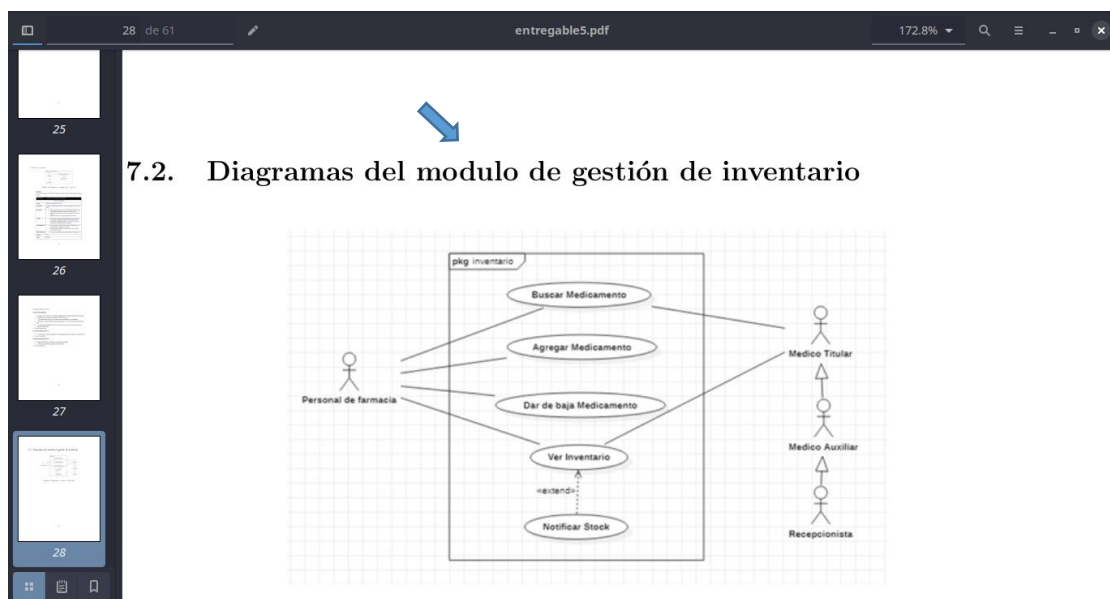 28 de 61
entregable5.pdf
172.8%
25
26
27
28
7.2. Diagramas del modulo de gestión de inventario
pkg inventario
Buscar Medicamento
Agregar Medicamento
Medico Titular
Personal de farmacia
Dar de baja Medicamento
Medico Auxiliar
Ver Inventario
«extend»
Notificar Stock
Recepcionista